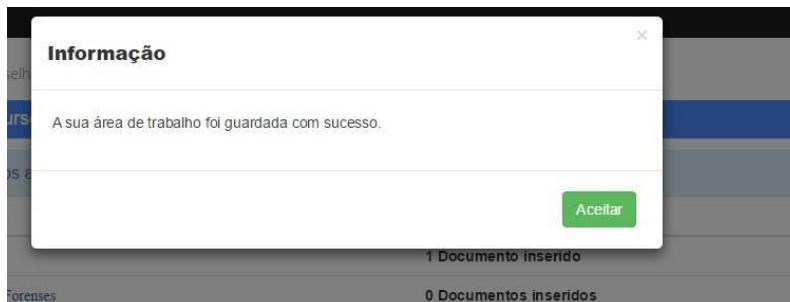 Informação
×
A sua área de trabalho foi guardada com sucesso.
Aceitar
1 Documento inserido
Forenses
0 Documentos inseridos